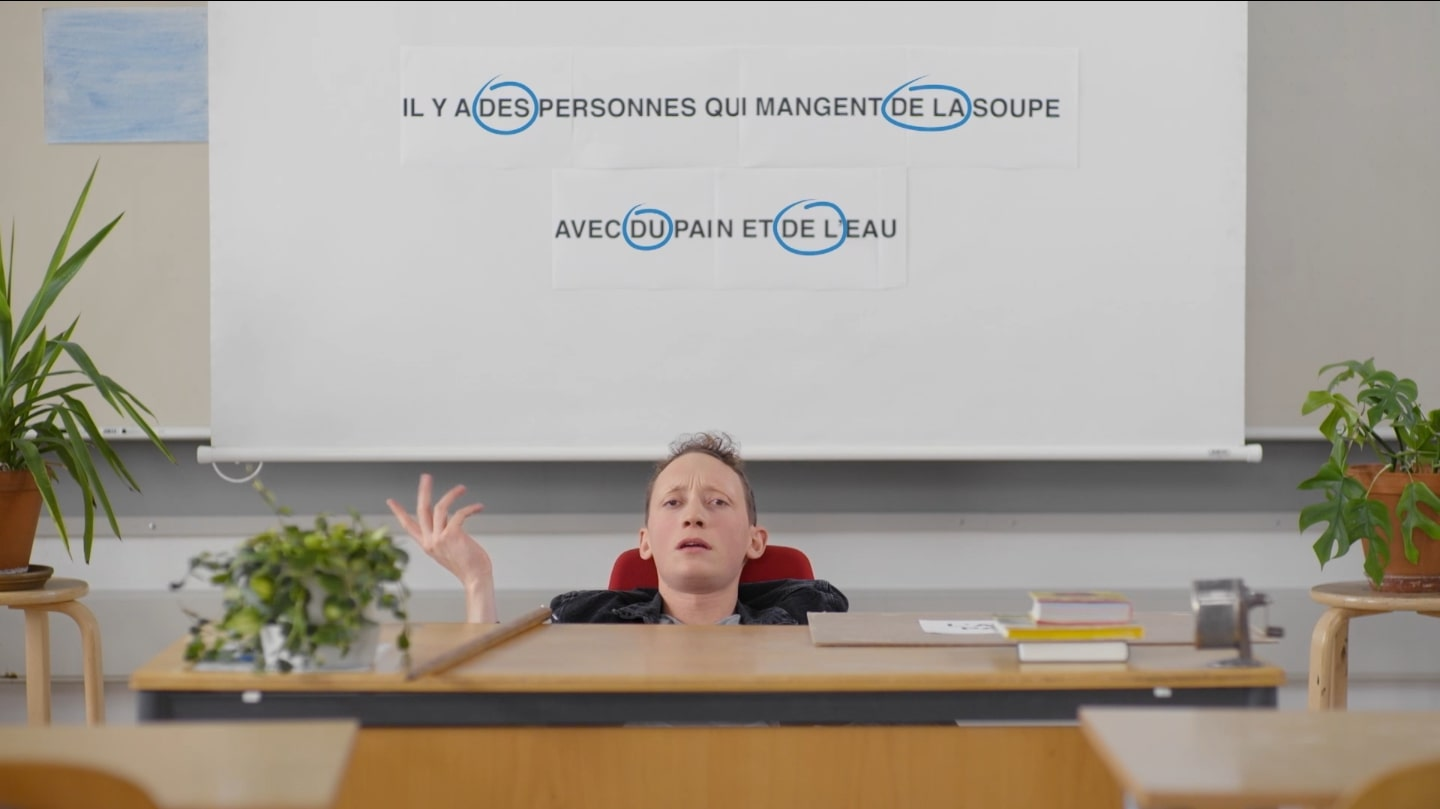 IL Y A DES PERSONNES QUI MANGENT DE LA SOUPE
AVEC DU PAIN ET DE L'EAU